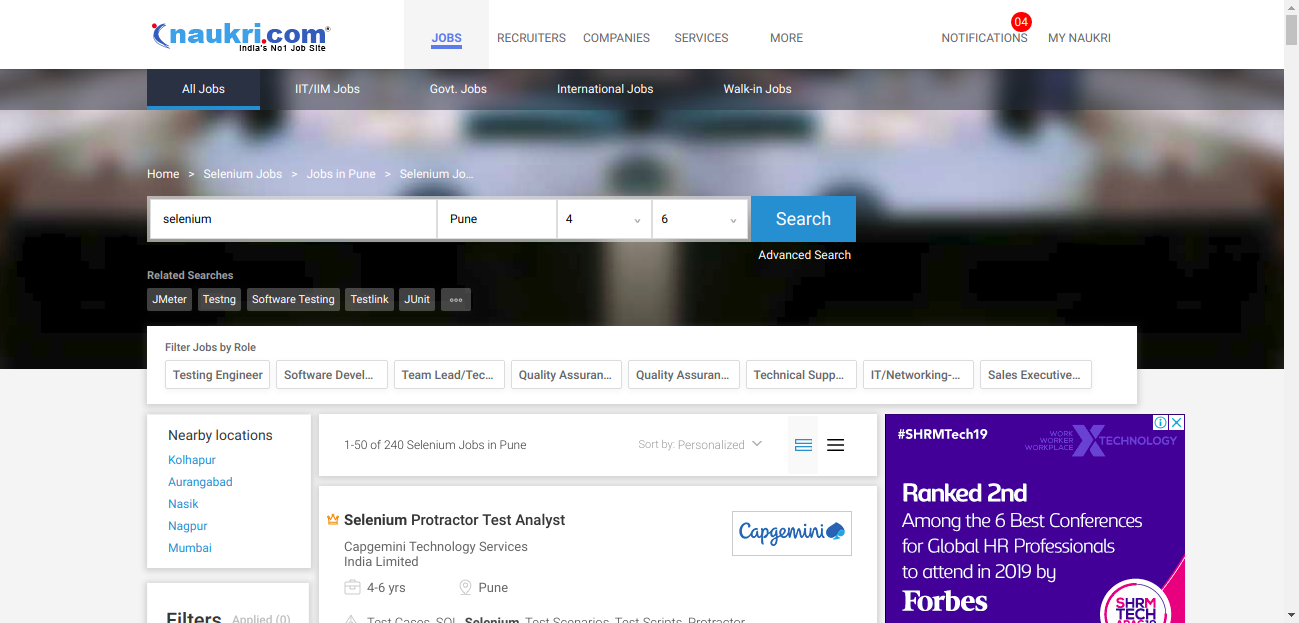 naukri.com
India's No1 Job Site
JOBS
RECRUITERS
COMPANIES
SERVICES
MORE
NOTIFICATIONS
04
MY NAUKRI
All Jobs
IIT/IIM Jobs
Govt. Jobs
International Jobs
Walk-in Jobs
Home > Selenium Jobs > Jobs in Pune > Selenium Jo...
selenium
Pune
4
6
Search
Advanced Search
Related Searches
JMeter
Testng
Software Testing
Testlink
JUnit
Filter Jobs by Role
Testing Engineer
Software Devel...
Team Lead/Tec...
Quality Assuran...
Quality Assuran...
Technical Supp...
IT/Networking-...
Sales Executive...
Nearby locations
Kolhapur
Aurangabad
Nasik
Nagpur
Mumbai
Filters Applied (0)
1-50 of 240 Selenium Jobs in Pune
Sort by: Personalized
Selenium Protractor Test Analyst
Capgemini Technology Services
India Limited
Capgemini
4-6 yrs
Pune
Test Cases, SQL, Selenium, Test Scenarios, Test Scripts, Protractor
#SHRMTech19
WORK
WORKER
WORKPLACE
X TECHNOLOGY
Ranked 2nd
Among the 6 Best Conferences
for Global HR Professionals
to attend in 2019 by
Forbes
SHRM
TECH